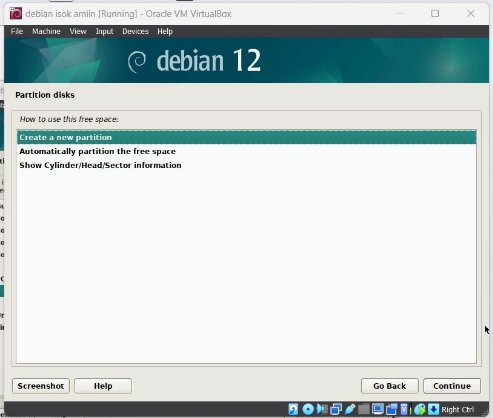 debian isok amiin [Running] - Oracle VM VirtualBox
File Machine View Input Devices Help
debian 12
Partition disks
How to use this free space:
Create a new partition
Automatically partition the free space
Show Cylinder/Head/Sector information
Screenshot Help Go Back Continue
Right Ctrl